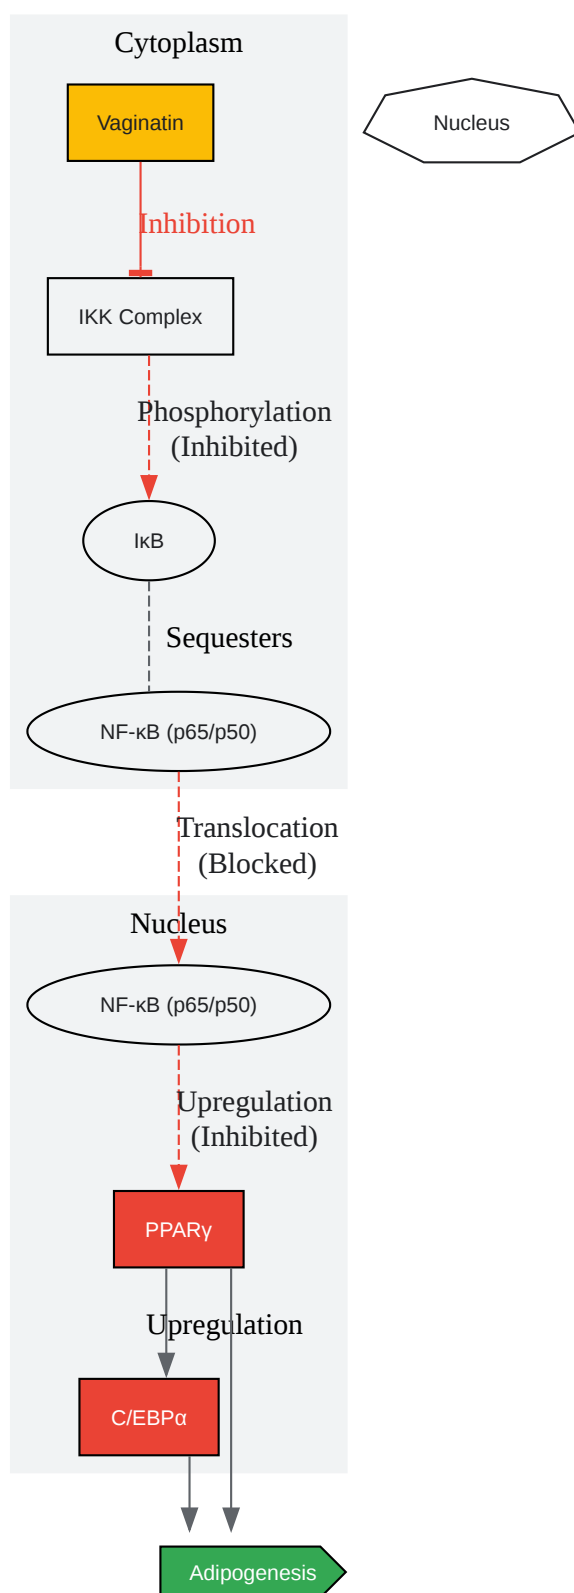 Cytoplasm
Vaginatin
Nucleus
Inhibition
IKK Complex
Phosphorylation
(Inhibited)
IκB
Sequesters
NF-κB (p65/p50)
Translocation
(Blocked)
Nucleus
NF-κB (p65/p50)
Upregulation
(Inhibited)
PPARγ
Upregulation
C/EBPα
Adipogenesis